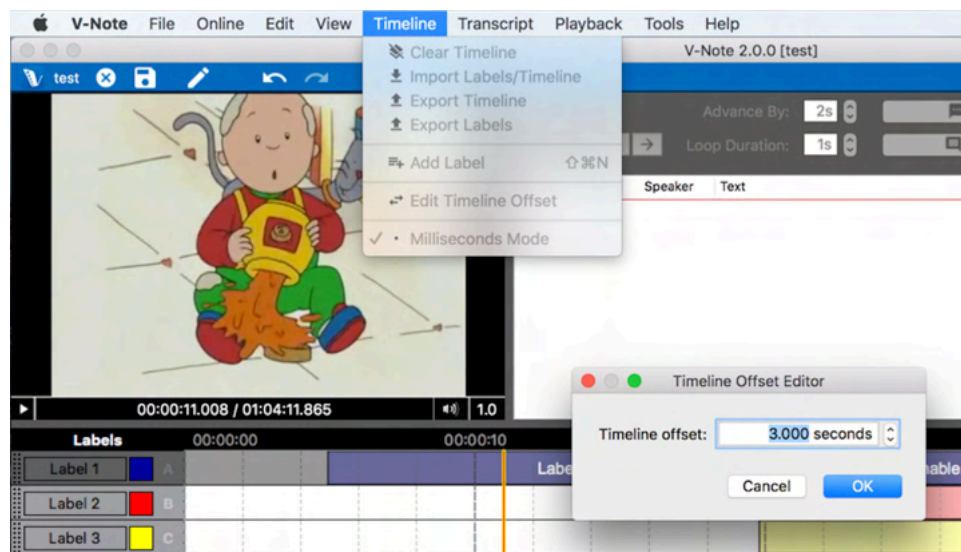 V-Note File Online Edit View Timeline Transcript Playback Tools Help
V-Note 2.0.0 [test]
test
Clear Timeline
Import Labels/Timeline
Export Timeline
Export Labels
Add Label ⇧⌘N
Edit Timeline Offset
✓ · Milliseconds Mode
Advance By: 2s
Loop Duration: 1s
Speaker Text
00:00:11.008 / 01:04:11.865 1.0
Timeline Offset Editor
Timeline offset: 3.000 seconds
Cancel OK
Labels 00:00:00 00:00:10
Label 1 A Labe nable
Label 2 B
Label 3 C